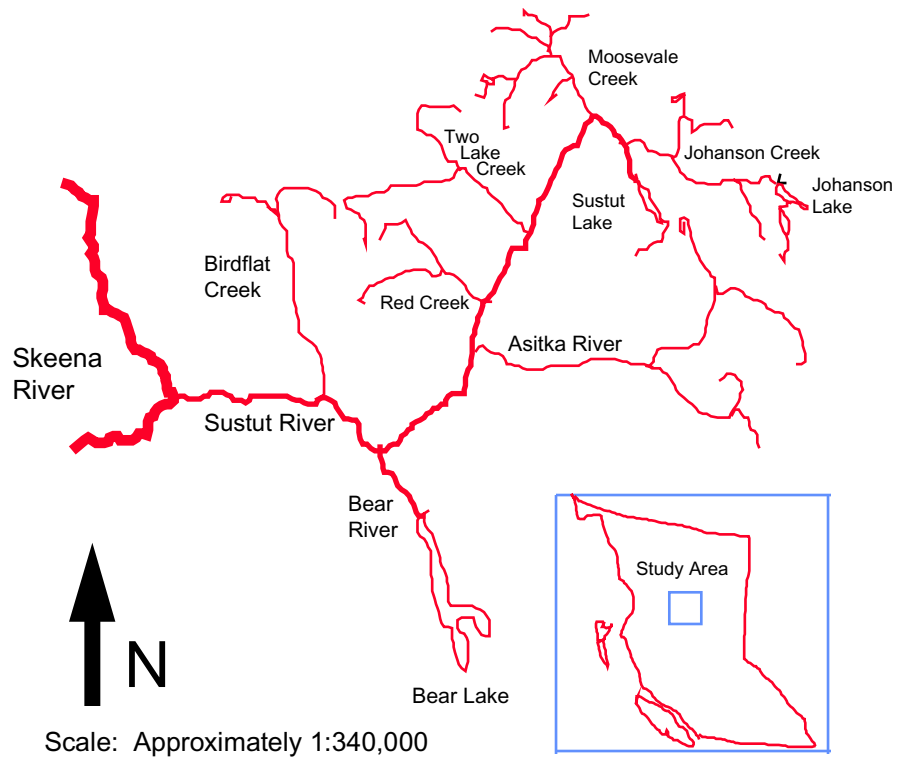 Moosevale
Creek
Two
Lake
Creek
Johanson Creek
Johanson
Lake
Sustut
Lake
Birdflat
Creek
Red Creek
Asitka River
Skeena
River
Sustut River
Bear
River
Study Area
N
Bear Lake
Scale: Approximately 1:340,000